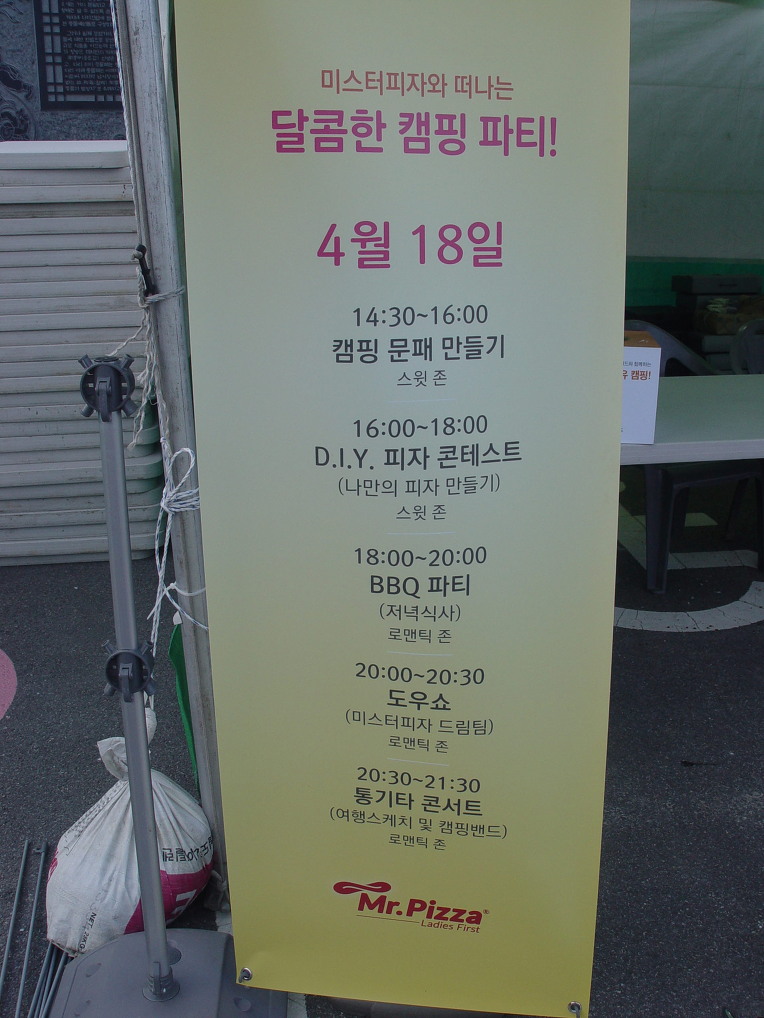 미스터피자와 떠나는
달콤한 캠핑 파티!
4월 18일
14:30~16:00
캠핑 문패 만들기
스윗 존
16:00~18:00
D.I.Y. 피자 콘테스트
(나만의 피자 만들기)
스윗 존
18:00~20:00
BBQ 파티
(저녁식사)
로맨틱 존
20:00~20:30
도우쇼
(미스터피자 드림팀)
로맨틱 존
20:30~21:30
통기타 콘서트
(여행스케치 및 캠핑밴드)
로맨틱 존
Mr.Pizza®
Ladies First
캠핑!
NET.